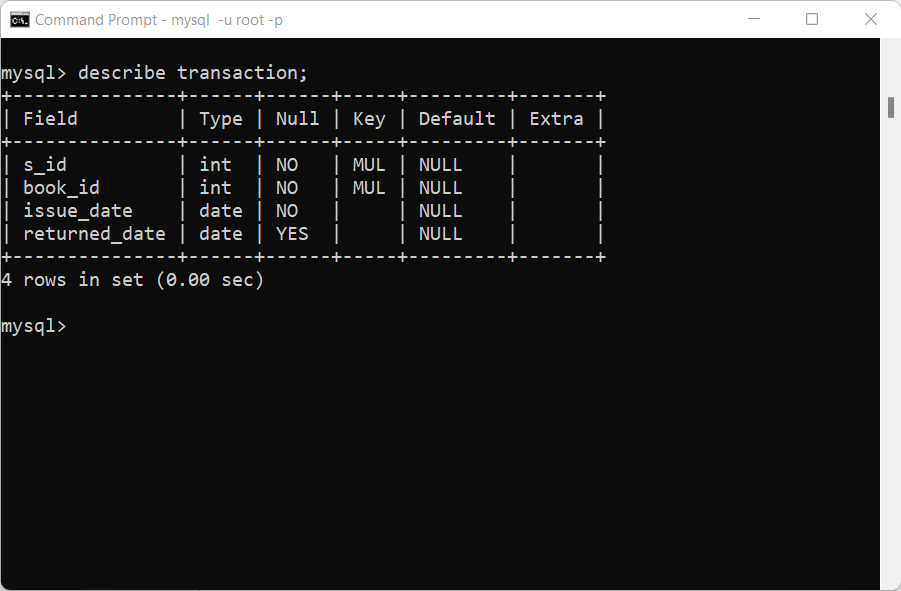 Command Prompt - mysql  -u root -p
mysql> describe transaction;
+---------------+------+------+-----+---------+-------+
| Field         | Type | Null | Key | Default | Extra |
+---------------+------+------+-----+---------+-------+
| s_id          | int  | NO   | MUL | NULL    |       |
| book_id       | int  | NO   | MUL | NULL    |       |
| issue_date    | date | NO   |     | NULL    |       |
| returned_date | date | YES  |     | NULL    |       |
+---------------+------+------+-----+---------+-------+
4 rows in set (0.00 sec)
mysql>